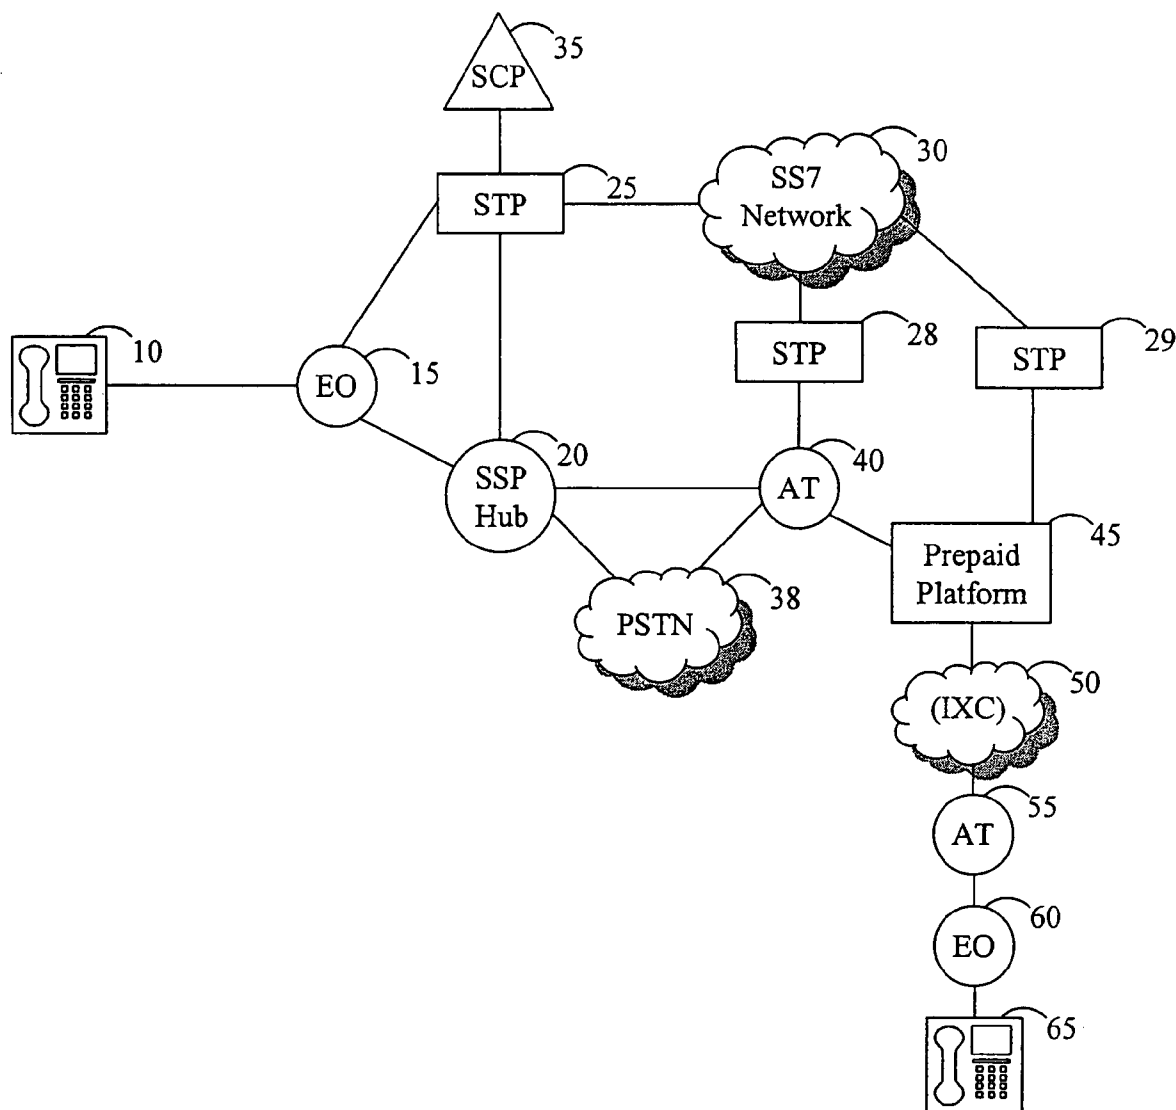 35
SCP
30
STP
25
SS7
Network
10
28
29
STP
STP
EO
15
20
40
SSP
Hub
AT
45
Prepaid
Platform
38
PSTN
50
(IXC)
55
AT
60
EO
65